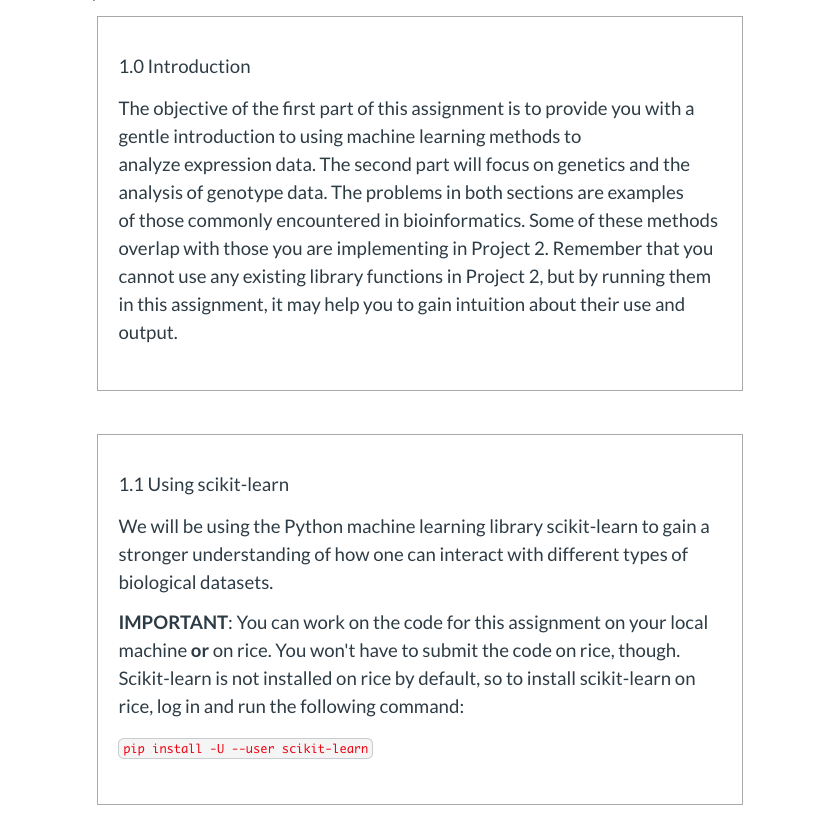 1.0 Introduction
The objective of the first part of this assignment is to provide you with a
gentle introduction to using machine learning methods to
analyze expression data. The second part will focus on genetics and the
analysis of genotype data. The problems in both sections are examples
of those commonly encountered in bioinformatics. Some of these methods
overlap with those you are implementing in Project 2. Remember that you
cannot use any existing library functions in Project 2, but by running them
in this assignment, it may help you to gain intuition about their use and
output.
1.1 Using scikit-learn
We will be using the Python machine learning library scikit-learn to gain a
stronger understanding of how one can interact with different types of
biological datasets.
IMPORTANT: You can work on the code for this assignment on your local
machine or on rice. You won't have to submit the code on rice, though.
Scikit-learn is not installed on rice by default, so to install scikit-learn on
rice, log in and run the following command:
pip install -U --user scikit-learn